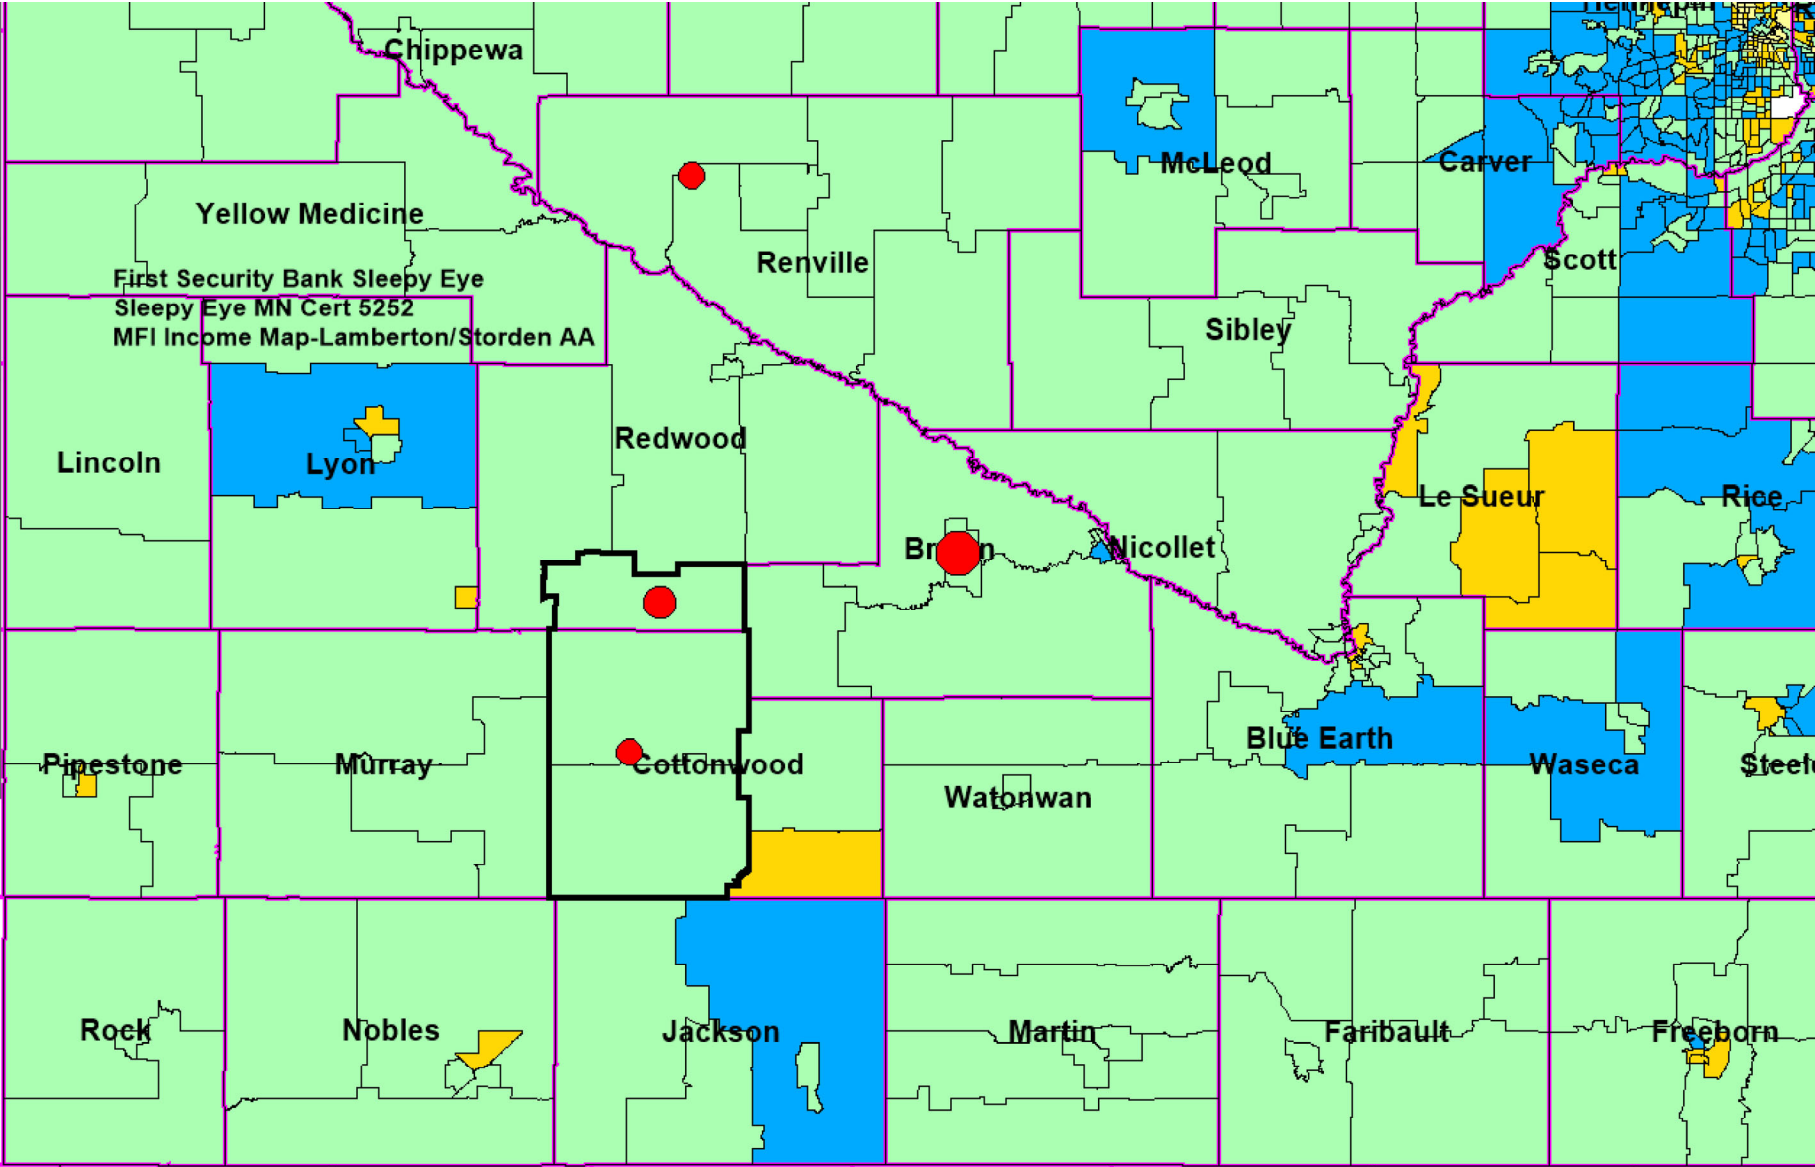 Hennepin
Chippewa
McLeod
Carver
Yellow Medicine
Renville
Scott
First Security Bank Sleepy Eye
Sleepy Eye MN Cert 5252
MFI Income Map-Lamberton/Storden AA
Sibley
Redwood
Lincoln
Lyon
Le Sueur
Rice
Nicollet
Blue Earth
Pipestone
Murray
Cottonwood
Waseca
Watonwan
Rock
Nobles
Jackson
Martin
Faribault
Freeborn